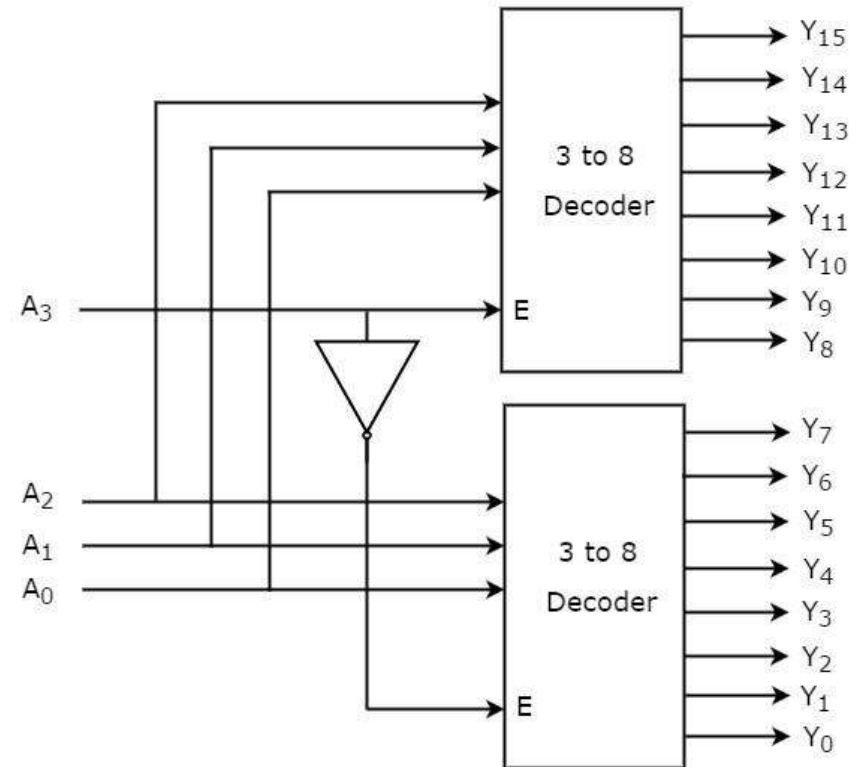 Y15
Y14
Y13
3 to 8
Y12
Decoder
Y11
Y10
A3
E
Y9
Y8
Y7
A2
Y6
A1
Y5
3 to 8
A0
Y4
Decoder
Y3
Y2
E
Y1
Y0